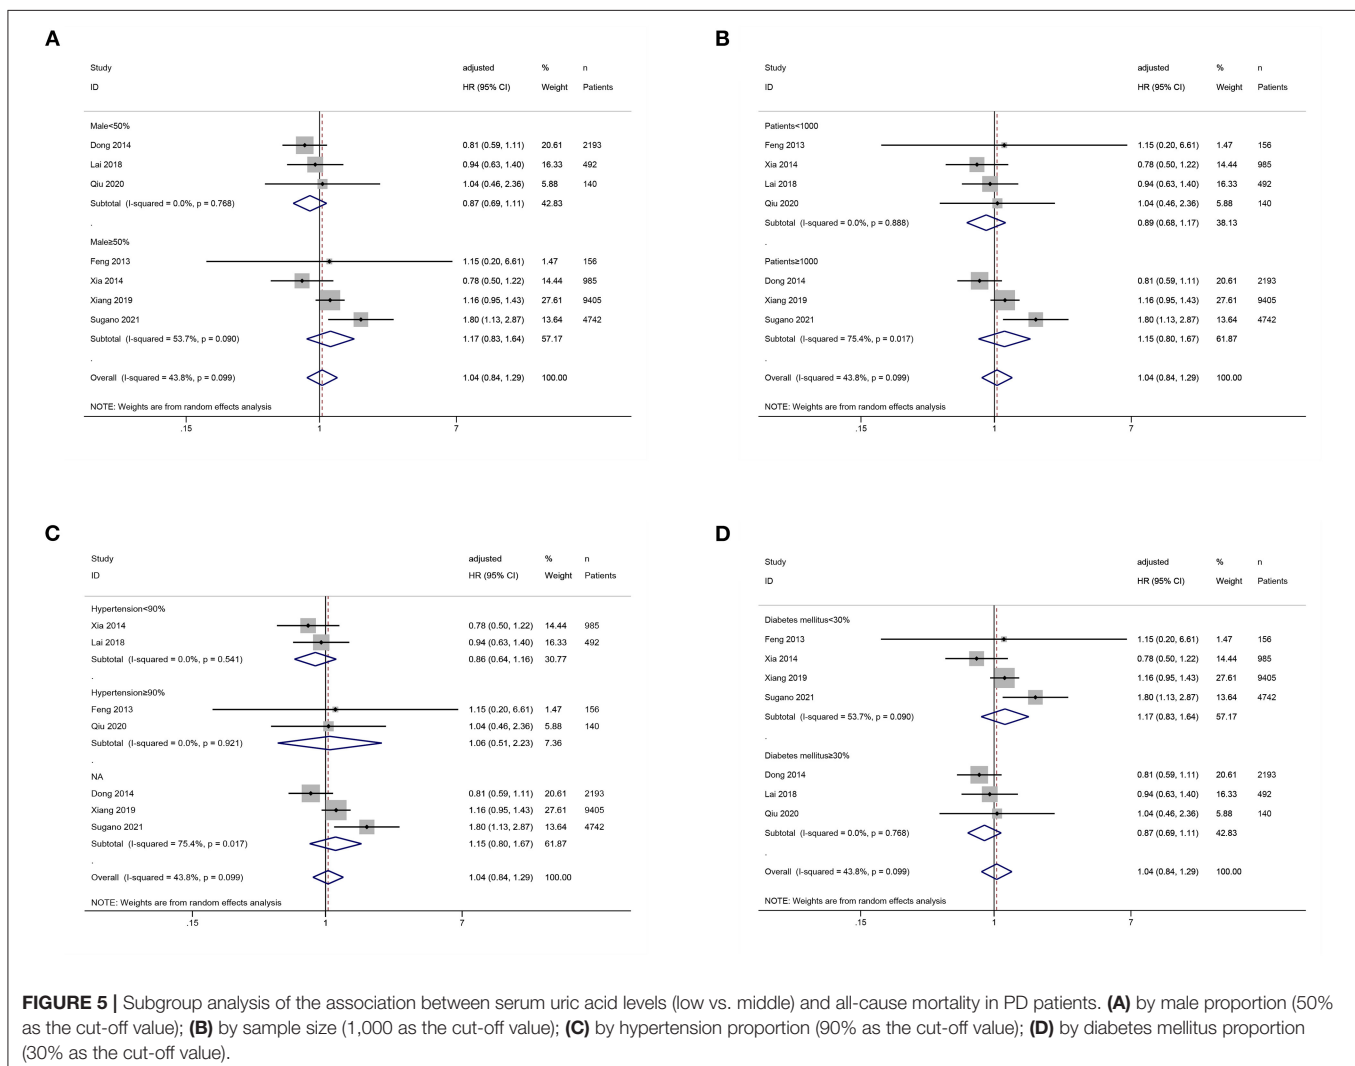 A
Study adjusted % n
ID HR (95% CI) Weight Patients
Male<50%
Dong 2014 0.81 (0.59, 1.11) 20.61 2193
Lai 2018 0.94 (0.63, 1.40) 16.33 492
Qiu 2020 1.04 (0.46, 2.36) 5.88 140
Subtotal (I-squared = 0.0%, p = 0.768) 0.87 (0.69, 1.11) 42.83
.
Male≥50%
Feng 2013 1.15 (0.20, 6.61) 1.47 156
Xia 2014 0.78 (0.50, 1.22) 14.44 985
Xiang 2019 1.16 (0.95, 1.43) 27.61 9405
Sugano 2021 1.80 (1.13, 2.87) 13.64 4742
Subtotal (I-squared = 53.7%, p = 0.090) 1.17 (0.83, 1.64) 57.17
.
Overall (I-squared = 43.8%, p = 0.099) 1.04 (0.84, 1.29) 100.00
NOTE: Weights are from random effects analysis
.15 1 7
B
Study adjusted % n
ID HR (95% CI) Weight Patients
Patients<1000
Feng 2013 1.15 (0.20, 6.61) 1.47 156
Xia 2014 0.78 (0.50, 1.22) 14.44 985
Lai 2018 0.94 (0.63, 1.40) 16.33 492
Qiu 2020 1.04 (0.46, 2.36) 5.88 140
Subtotal (I-squared = 0.0%, p = 0.888) 0.89 (0.68, 1.17) 38.13
.
Patients≥1000
Dong 2014 0.81 (0.59, 1.11) 20.61 2193
Xiang 2019 1.16 (0.95, 1.43) 27.61 9405
Sugano 2021 1.80 (1.13, 2.87) 13.64 4742
Subtotal (I-squared = 75.4%, p = 0.017) 1.15 (0.80, 1.67) 61.87
.
Overall (I-squared = 43.8%, p = 0.099) 1.04 (0.84, 1.29) 100.00
NOTE: Weights are from random effects analysis
.15 1 7
C
Study adjusted % n
ID HR (95% CI) Weight Patients
Hypertension<90%
Xia 2014 0.78 (0.50, 1.22) 14.44 985
Lai 2018 0.94 (0.63, 1.40) 16.33 492
Subtotal (I-squared = 0.0%, p = 0.541) 0.86 (0.64, 1.16) 30.77
.
Hypertension≥90%
Feng 2013 1.15 (0.20, 6.61) 1.47 156
Qiu 2020 1.04 (0.46, 2.36) 5.88 140
Subtotal (I-squared = 0.0%, p = 0.921) 1.06 (0.51, 2.23) 7.36
.
NA
Dong 2014 0.81 (0.59, 1.11) 20.61 2193
Xiang 2019 1.16 (0.95, 1.43) 27.61 9405
Sugano 2021 1.80 (1.13, 2.87) 13.64 4742
Subtotal (I-squared = 75.4%, p = 0.017) 1.15 (0.80, 1.67) 61.87
.
Overall (I-squared = 43.8%, p = 0.099) 1.04 (0.84, 1.29) 100.00
NOTE: Weights are from random effects analysis
.15 1 7
D
Study adjusted % n
ID HR (95% CI) Weight Patients
Diabetes mellitus<30%
Feng 2013 1.15 (0.20, 6.61) 1.47 156
Xia 2014 0.78 (0.50, 1.22) 14.44 985
Xiang 2019 1.16 (0.95, 1.43) 27.61 9405
Sugano 2021 1.80 (1.13, 2.87) 13.64 4742
Subtotal (I-squared = 53.7%, p = 0.090) 1.17 (0.83, 1.64) 57.17
.
Diabetes mellitus≥30%
Dong 2014 0.81 (0.59, 1.11) 20.61 2193
Lai 2018 0.94 (0.63, 1.40) 16.33 492
Qiu 2020 1.04 (0.46, 2.36) 5.88 140
Subtotal (I-squared = 0.0%, p = 0.768) 0.87 (0.69, 1.11) 42.83
.
Overall (I-squared = 43.8%, p = 0.099) 1.04 (0.84, 1.29) 100.00
NOTE: Weights are from random effects analysis
.15 1 7
FIGURE 5 | Subgroup analysis of the association between serum uric acid levels (low vs. middle) and all-cause mortality in PD patients. (A) by male proportion (50%
as the cut-off value); (B) by sample size (1,000 as the cut-off value); (C) by hypertension proportion (90% as the cut-off value); (D) by diabetes mellitus proportion
(30% as the cut-off value).